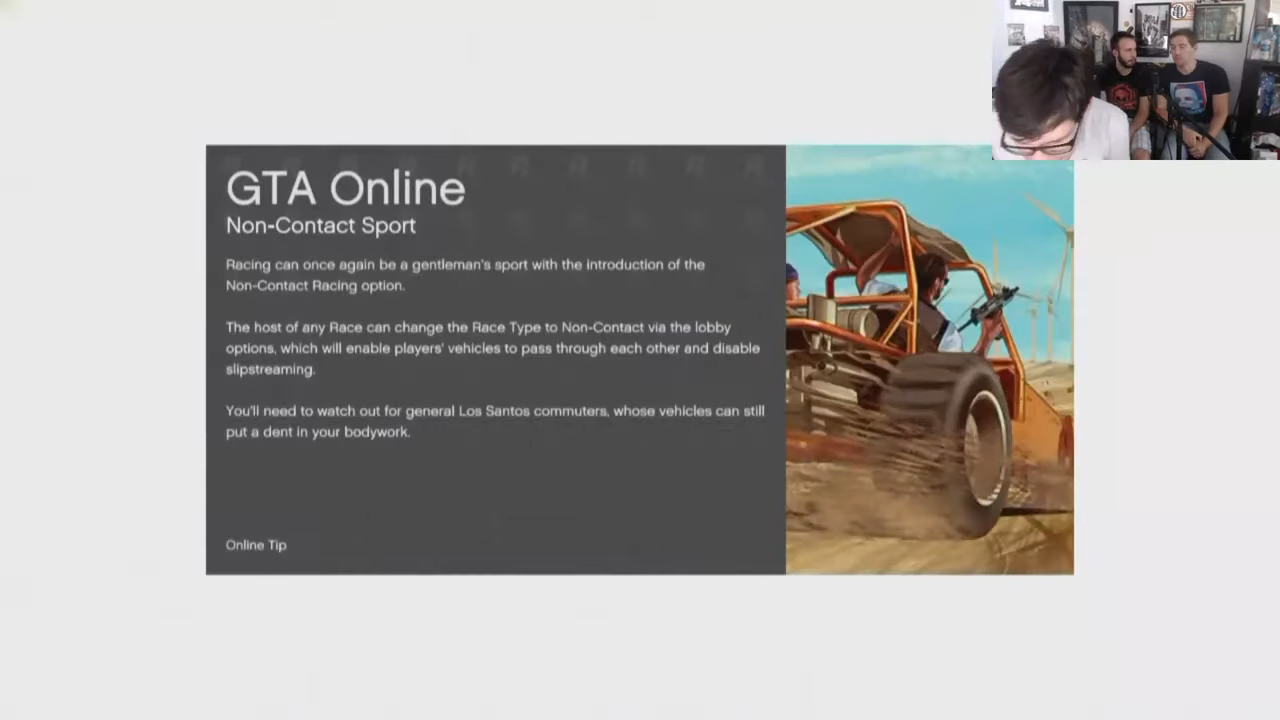 GTA Online
Non-Contact Sport
Racing can once again be a gentleman's sport with the introduction of the
Non-Contact Racing option.
The host of any Race can change the Race Type to Non-Contact via the lobby
options, which will enable players' vehicles to pass through each other and disable
slipstreaming.
You'll need to watch out for general Los Santos commuters, whose vehicles can still
put a dent in your bodywork.
Online Tip